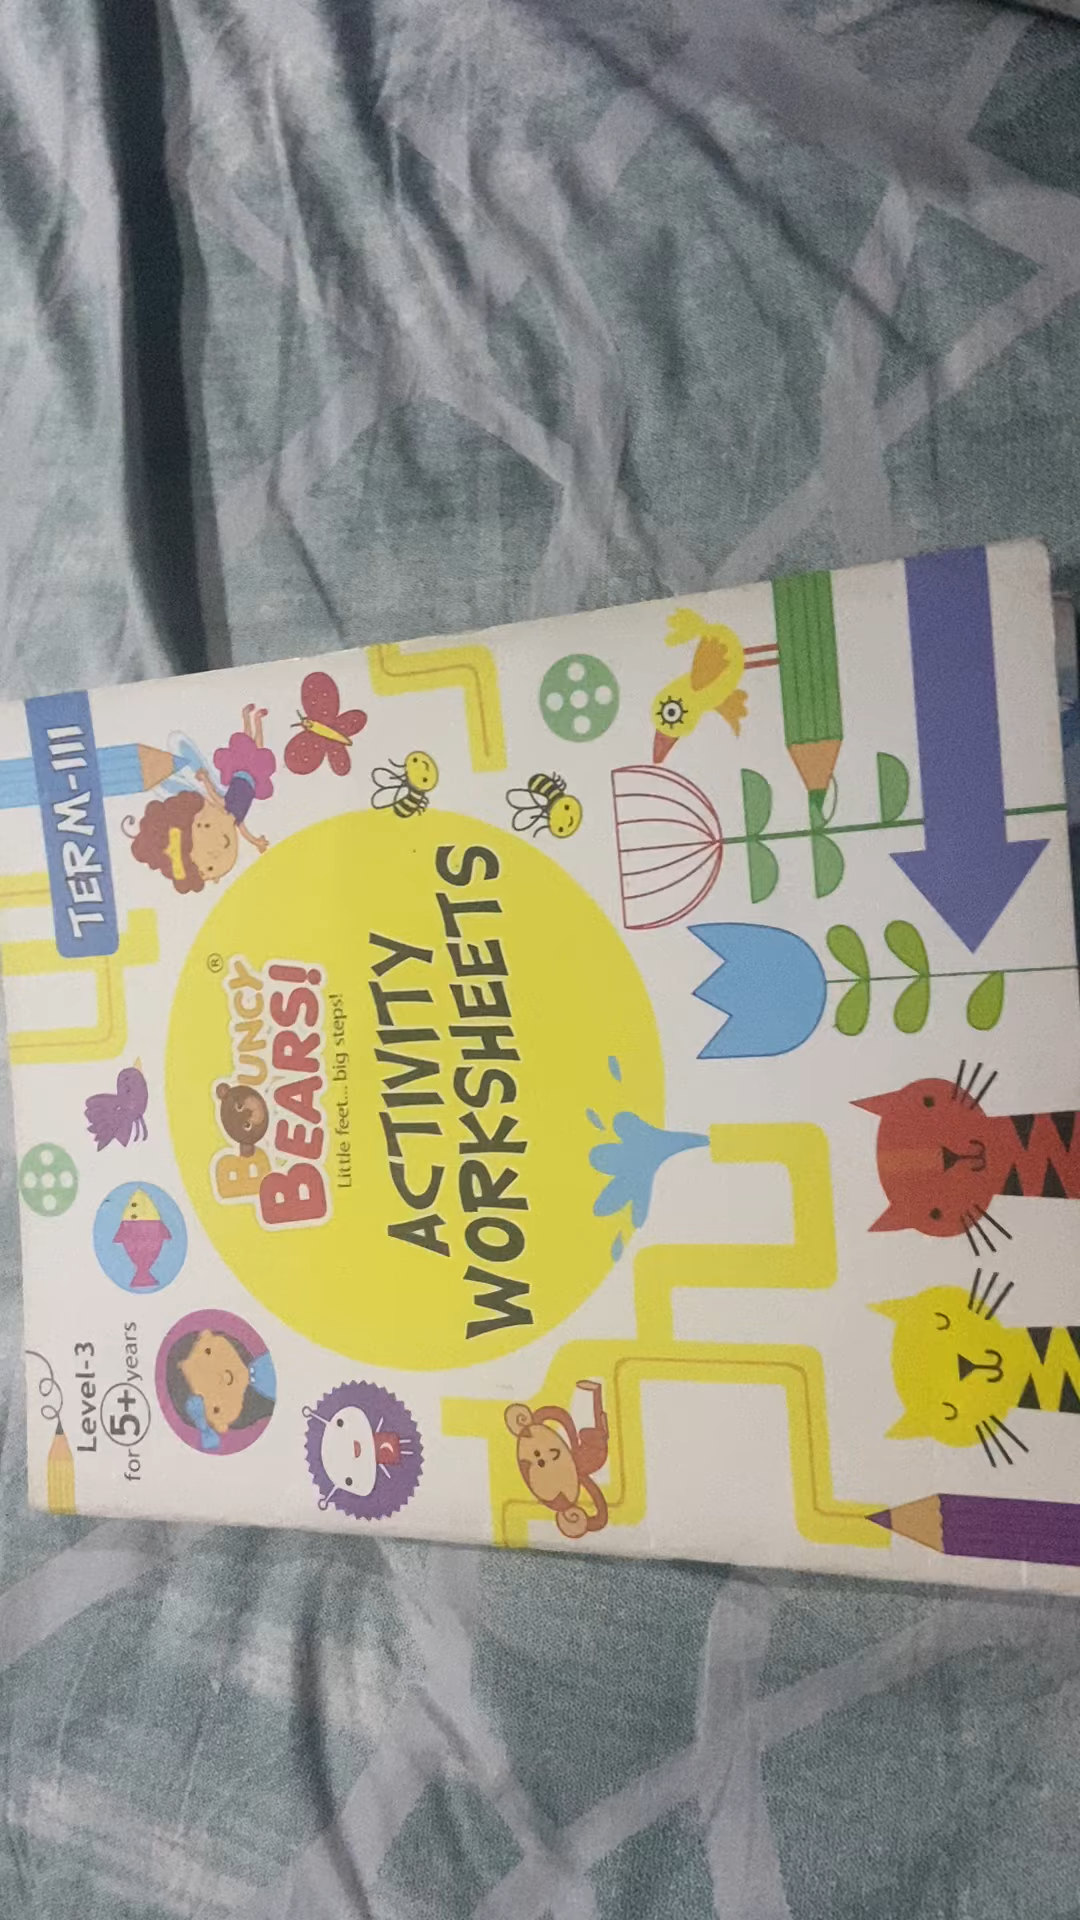 Level-3
for 5+ years
TERM-III
BOUNCY
BEARS!®
Little feet... big steps!
ACTIVITY
WORKSHEETS